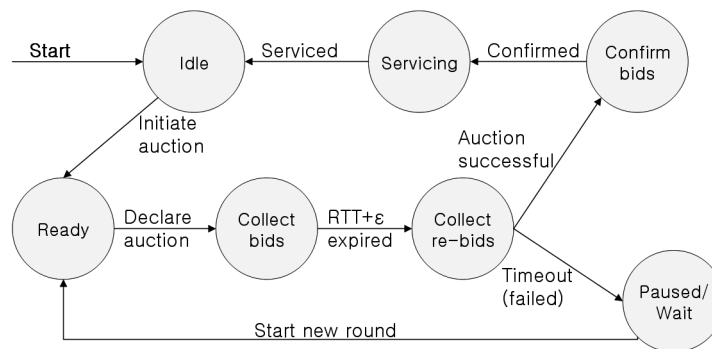 Start
Idle
Serviced
Servicing
Confirmed
Confirm
bids
Initiate
auction
Auction
successful
Ready
Declare
auction
Collect
bids
RTT+ε
expired
Collect
re-bids
Timeout
(failed)
Paused/
Wait
Start new round